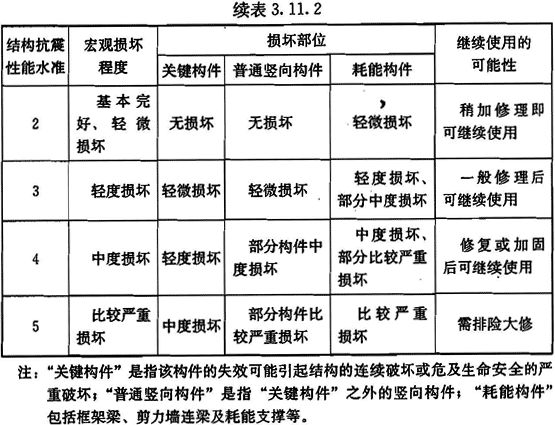 续表 3.11.2
结构抗震
性能水准
宏观损坏
程度
损坏部位
关键构件
普通竖向构件
耗能构件
继续使用的
可能性
2
基本完
好、轻微
损坏
无损坏
无损坏
轻微损坏
稍加修理即
可继续使用
3
轻度损坏
轻微损坏
轻微损坏
轻度损坏、
部分中度损坏
一般修理后
可继续使用
4
中度损坏
轻度损坏
部分构件中
度损坏
中度损坏、
部分比较严重
损坏
修复或加固
后可继续使用
5
比较严重
损坏
中度损坏
部分构件比
较严重损坏
比较严重
损坏
需排险大修
注：“关键构件”是指该构件的失效可能引起结构的连续破坏或危及生命安全的严
重破坏；“普通竖向构件”是指“关键构件”之外的竖向构件；“耗能构件”
包括框架梁、剪力墙连梁及耗能支撑等。